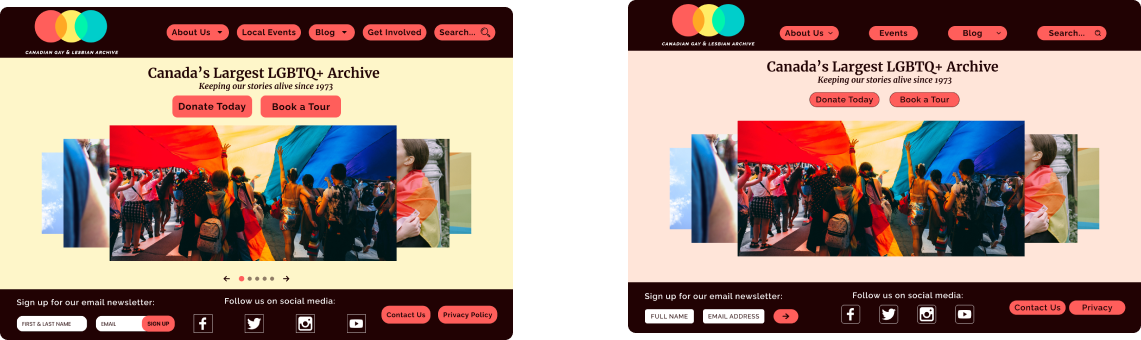 About Us
Local Events
Blog
Get Involved
Search...
CANADIAN GAY & LESBIAN ARCHIVE
Canada's Largest LGBTQ+ Archive
Keeping our stories alive since 1973
Donate Today
Book a Tour
Sign up for our email newsletter:
Follow us on social media:
FIRST & LAST NAME
EMAIL
SIGN UP
Contact Us
Privacy Policy
About Us
Events
Blog
Search...
CANADIAN GAY & LESBIAN ARCHIVE
Canada's Largest LGBTQ+ Archive
Keeping our stories alive since 1973
Donate Today
Book a Tour
Sign up for our email newsletter:
Follow us on social media:
FULL NAME
EMAIL ADDRESS
Contact Us
Privacy